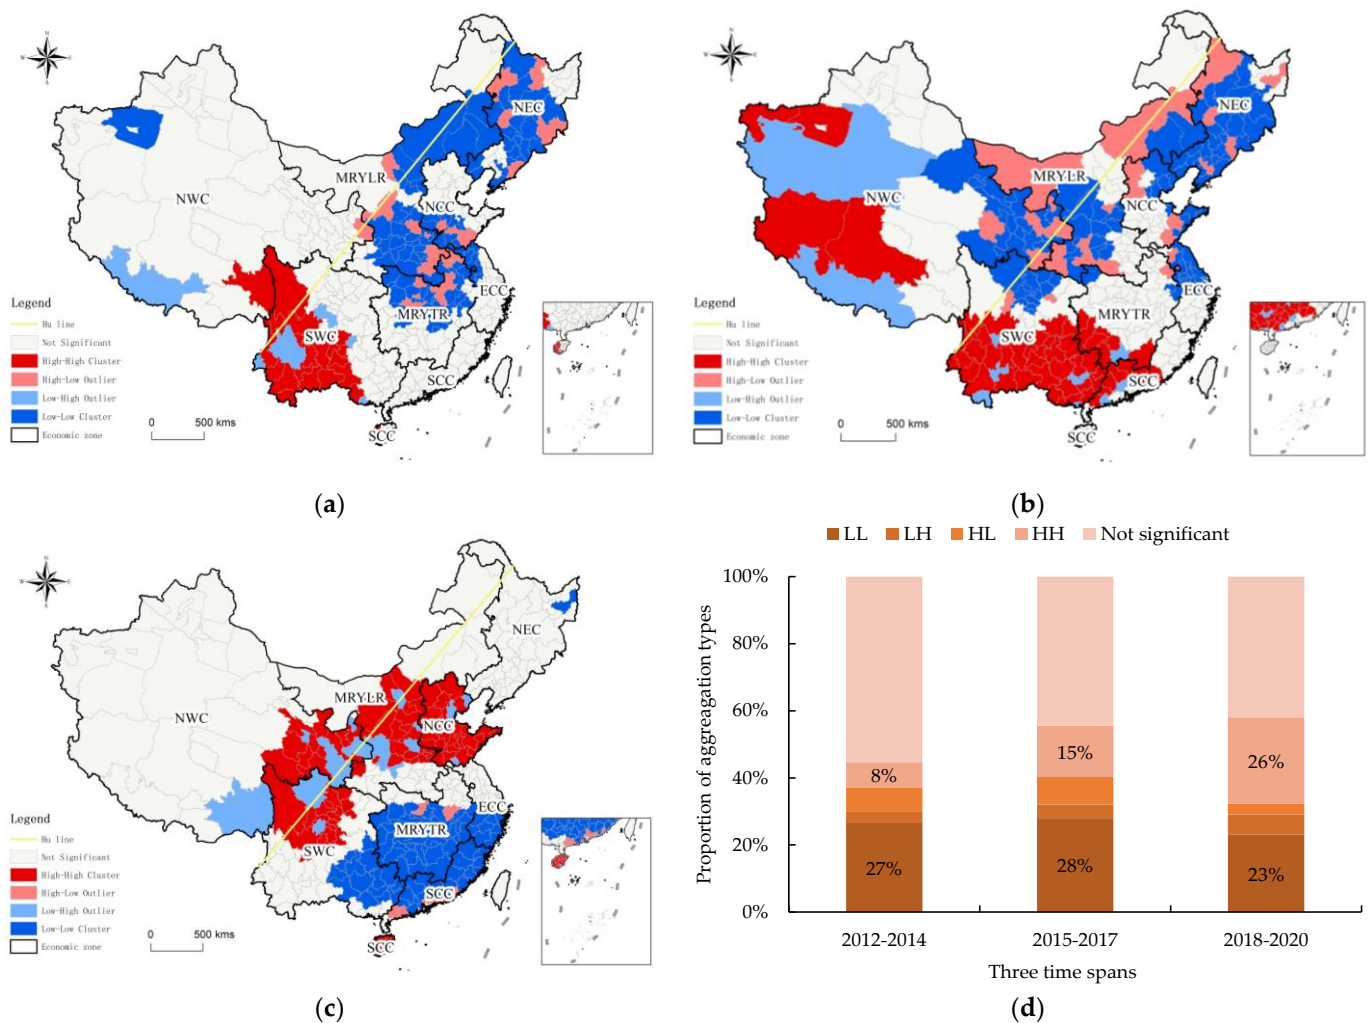 N
W
E
S
NEC
MRYLR
NWC
NCC
ECC
MRYTR
SWC
SCC
SCC
Legend
Hu line
Not Significant
High-High Cluster
High-Low Outlier
Low-High Outlier
Low-Low Cluster
Economic zone
0 500 kms
(a)
N
W
E
S
NEC
MRYLR
NWC
NCC
ECC
MRYTR
SWC
SCC
SCC
Legend
Hu line
Not Significant
High-High Cluster
High-Low Outlier
Low-High Outlier
Low-Low Cluster
Economic zone
0 500 kms
(b)
N
W
E
S
NEC
MRYLR
NWC
NCC
ECC
MRYTR
SWC
SCC
SCC
Legend
Hu line
Not Significant
High-High Cluster
High-Low Outlier
Low-High Outlier
Low-Low Cluster
Economic zone
0 500 kms
(c)
LL LH HL HH Not significant
Proportion of aggreagation types
100%
80%
60%
40%
20%
0%
8%
27%
15%
28%
26%
23%
2012-2014 2015-2017 2018-2020
Three time spans
(d)